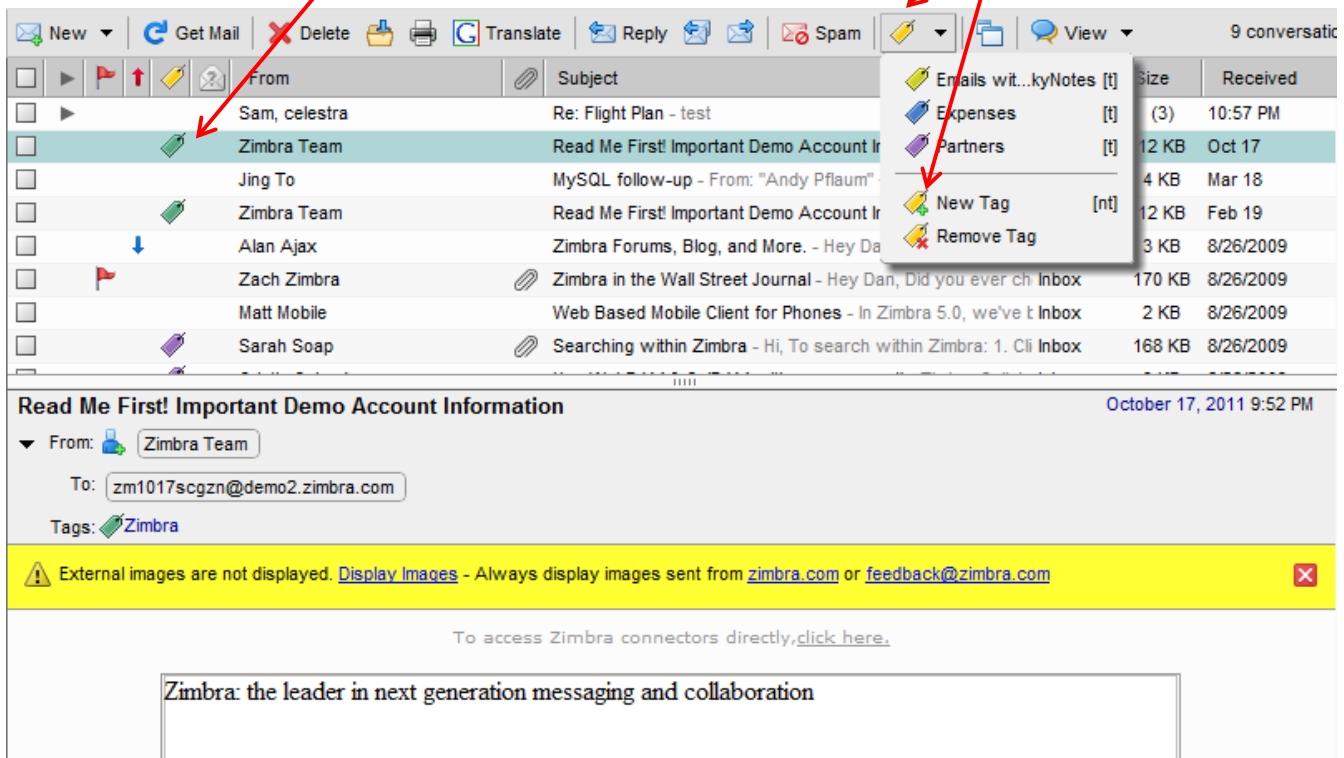 New Get Mail Delete Translate Reply Spam View 9 conversatio
From Subject Size Received
Emails wit...kyNotes [t]
Expenses [t]
Partners [t]
New Tag [nt]
Remove Tag
Sam, celestra Re: Flight Plan - test (3) 10:57 PM
Zimbra Team Read Me First! Important Demo Account 12 KB Oct 17
Jing To MySQL follow-up - From: "Andy Pflaum" 4 KB Mar 18
Zimbra Team Read Me First! Important Demo Account 12 KB Feb 19
Alan Ajax Zimbra Forums, Blog, and More. - Hey Da 3 KB 8/26/2009
Zach Zimbra Zimbra in the Wall Street Journal - Hey Dan, Did you ever ch Inbox 170 KB 8/26/2009
Matt Mobile Web Based Mobile Client for Phones - In Zimbra 5.0, we've Inbox 2 KB 8/26/2009
Sarah Soap Searching within Zimbra - Hi, To search within Zimbra: 1. Cli Inbox 168 KB 8/26/2009
Read Me First! Important Demo Account Information October 17, 2011 9:52 PM
From: Zimbra Team
To: zm1017scgzn@demo2.zimbra.com
Tags: Zimbra
External images are not displayed. Display Images - Always display images sent from zimbra.com or feedback@zimbra.com
To access Zimbra connectors directly,click here.
Zimbra: the leader in next generation messaging and collaboration